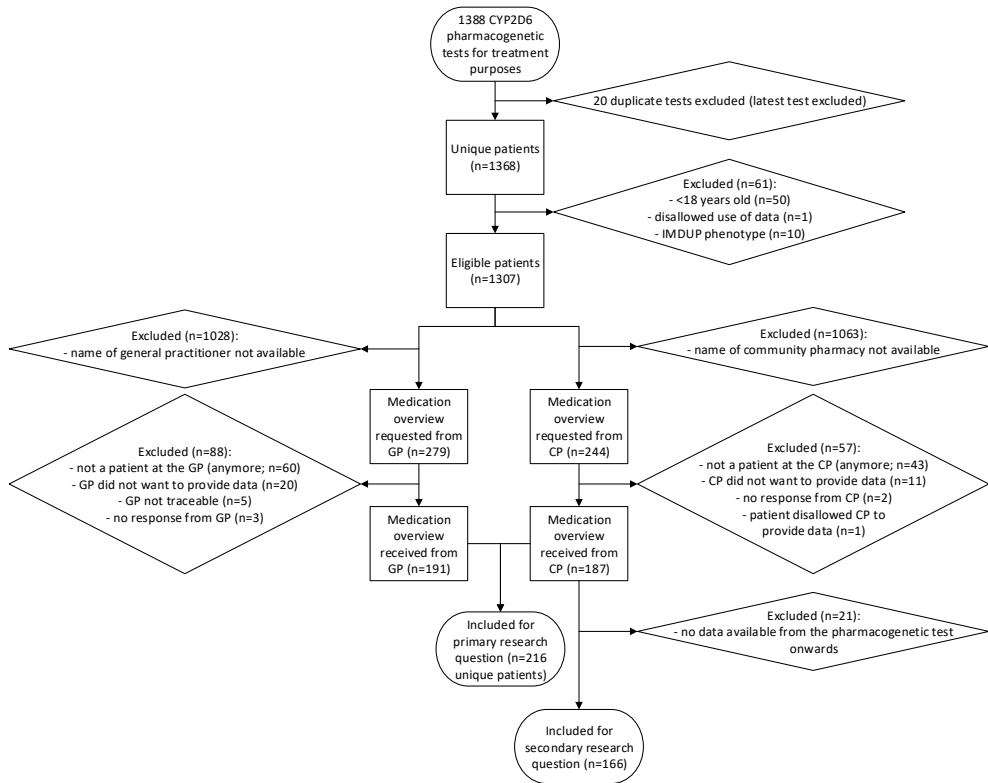 1388 CYP2D6
pharmacogenetic
tests for treatment
purposes
20 duplicate tests excluded (latest test excluded)
Unique patients
(n=1368)
Excluded (n=61):
- <18 years old (n=50)
- disallowed use of data (n=1)
- IMDUP phenotype (n=10)
Eligible patients
(n=1307)
Excluded (n=1028):
- name of general practitioner not available
Excluded (n=1063):
- name of community pharmacy not available
Medication
overview
requested from
GP (n=279)
Medication
overview
requested from
CP (n=244)
Excluded (n=88):
- not a patient at the GP (anymore; n=60)
- GP did not want to provide data (n=20)
- GP not traceable (n=5)
- no response from GP (n=3)
Excluded (n=57):
- not a patient at the CP (anymore; n=43)
- CP did not want to provide data (n=11)
- no response from CP (n=2)
- patient disallowed CP to
provide data (n=1)
Medication
overview
received from
GP (n=191)
Medication
overview
received from
CP (n=187)
Included for
primary research
question (n=216
unique patients)
Excluded (n=21):
- no data available from the pharmacogenetic test
onwards
Included for
secondary research
question (n=166)